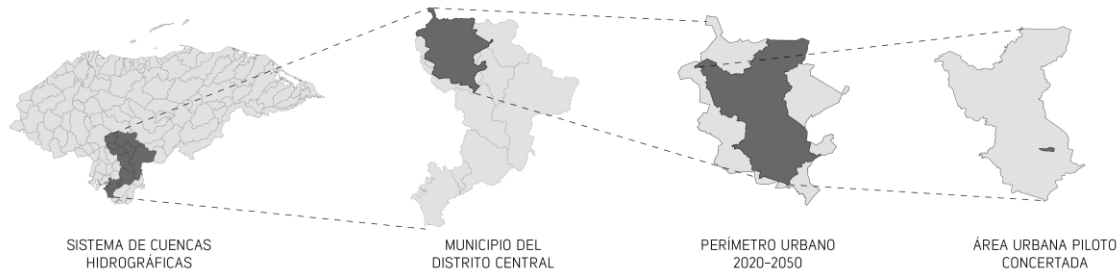 SISTEMA DE CUENCAS
HIDROGRÁFICAS
MUNICIPIO DEL
DISTRITO CENTRAL
PERÍMETRO URBANO
2020-2050
ÁREA URBANA PILOTO
CONCERTADA